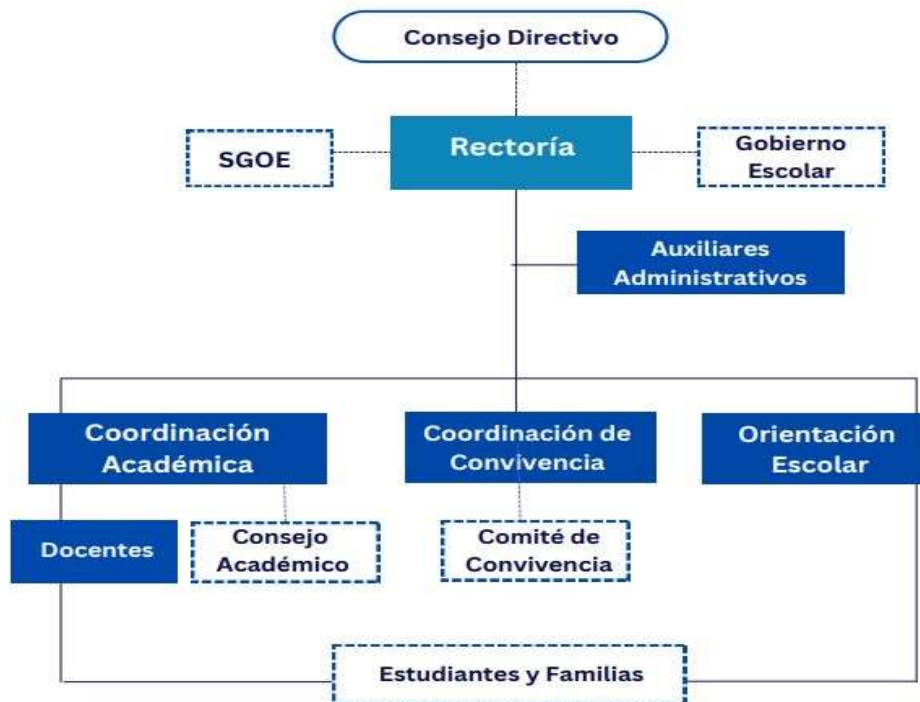 Consejo Directivo
SGOE
Rectoría
Gobierno
Escolar
Auxiliares
Administrativos
Coordinación
Académica
Coordinación de
Convivencia
Orientación
Escolar
Docentes
Consejo
Académico
Comité de
Convivencia
Estudiantes y Familias